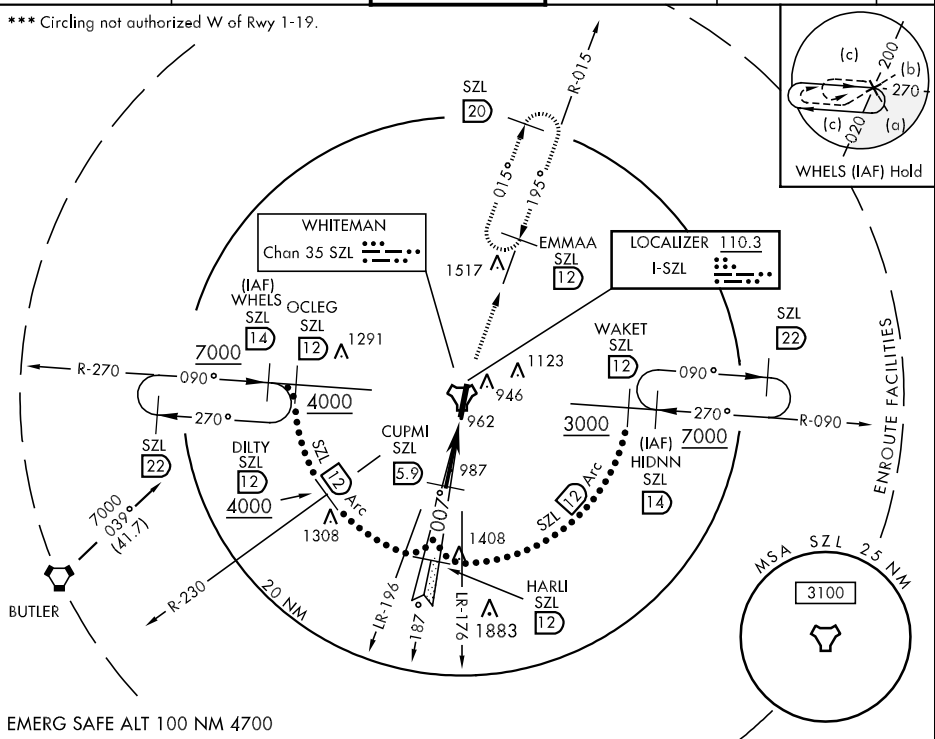 *** Circling not authorized W of Rwy 1-19.
R-015
SZL
20
015°
195°
(c)
200
(b)
270
(c)
020
(a)
WHELS (IAF) Hold
WHITEMAN
Chan 35 SZL
EMMAA
SZL
12
1517
LOCALIZER 110.3
I-SZL
(IAF)
WHELS
SZL
14
OCLEG
SZL
12
1291
7000
R-270
090°
270°
4000
SZL
22
WAKET
SZL
12
1123
946
962
SZL
22
090°
270°
R-090
3000
7000
(IAF)
HIDNN
SZL
14
ENROUTE FACILITIES
DILTY
SZL
12
4000
SZL 12 Arc
CUPMI
SZL
5.9
987
007°
SZL 12 Arc
7000
039°
(41.7)
BUTLER
1308
R-230
20 NM
1408
HARLI
SZL
12
LR-196
187°
LR-176
1883
MSA SZL 25 NM
3100
EMERG SAFE ALT 100 NM 4700